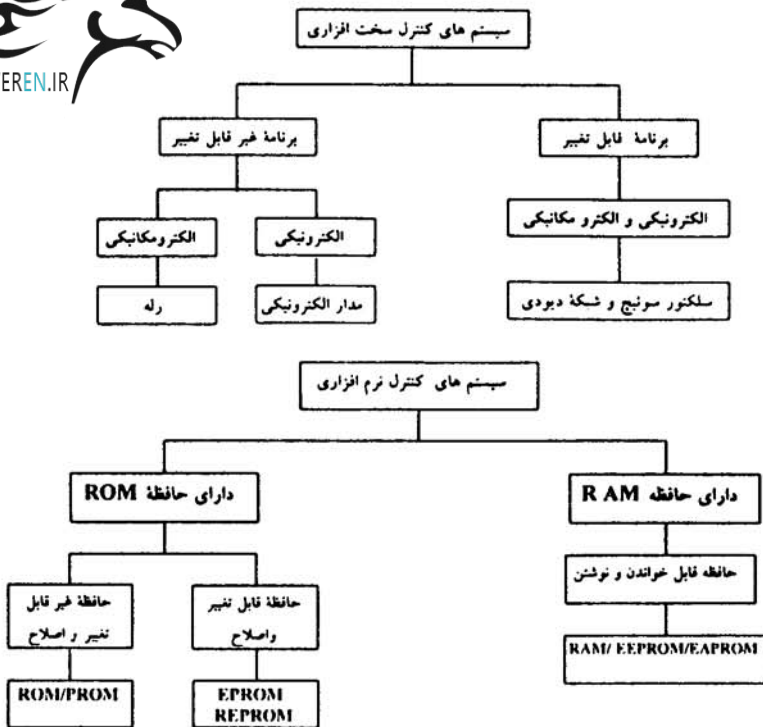 EREN.IR
سیستم های کنترل سخت افزاری
برنامهٔ قابل تغییر
برنامهٔ غیر قابل تغییر
الکترونیکی و الکترو مکانیکی
الکترونیکی
الکترومکانیکی
سلکتور سوئیچ و شبکهٔ دیودی
مدار الکترونیکی
رله
سیستم های کنترل نرم افزاری
دارای حافظه R AM
دارای حافظهٔ ROM
حافظه قابل خواندن و نوشتن
حافظهٔ قابل تغییر
واصلاح
حافظهٔ غیر قابل
تغییر و اصلاح
RAM/ EEPROM/EAPROM
EPROM
REPROM
ROM/PROM